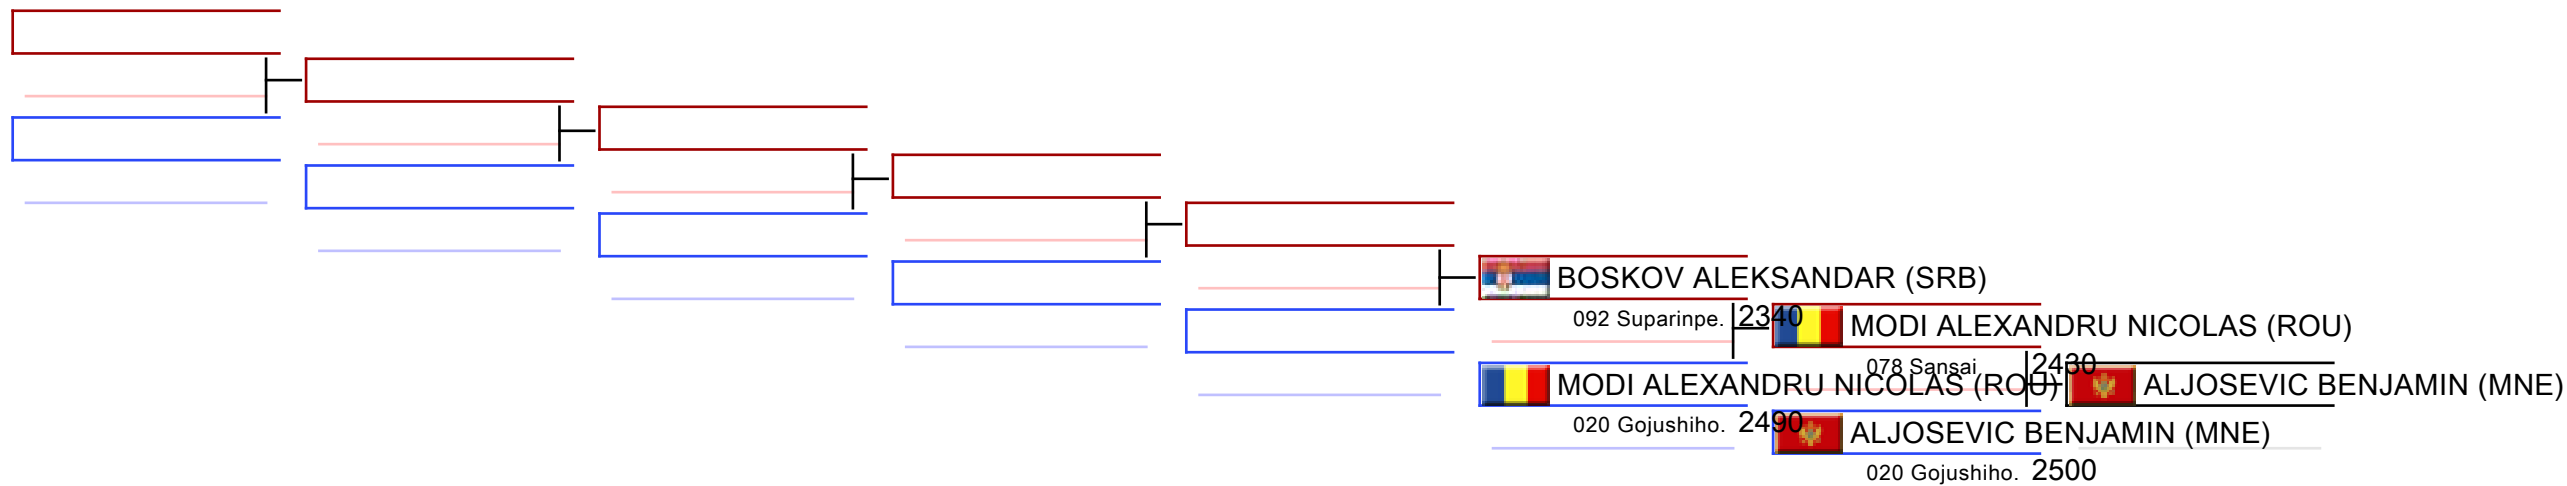 BOSKOV ALEKSANDAR (SRB)
092 Suparinpe. 2340
MODI ALEXANDRU NICOLAS (ROU)
078 Sansai 2430
MODI ALEXANDRU NICOLAS (ROU)
ALJOSEVIC BENJAMIN (MNE)
020 Gojushiho. 2490
ALJOSEVIC BENJAMIN (MNE)
020 Gojushiho. 2500